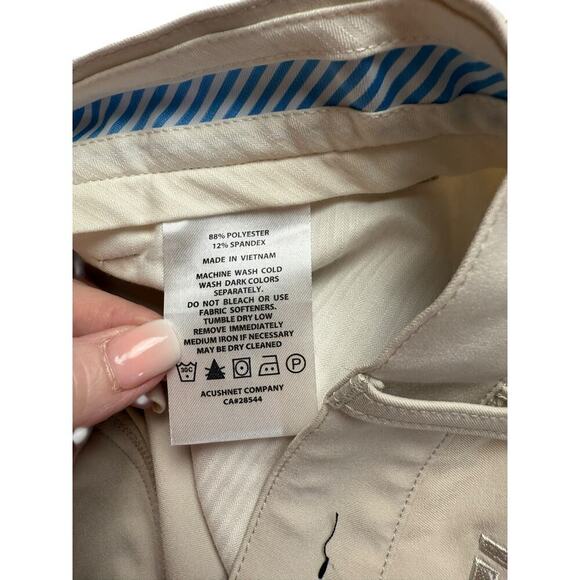 88% POLYESTER
12% SPANDEX
MADE IN VIETNAM
MACHINE WASH COLD
WASH DARK COLORS
SEPARATELY.
DO NOT BLEACH OR USE
FABRIC SOFTENERS.
TUMBLE DRY LOW
REMOVE IMMEDIATELY
MEDIUM IRON IF NECESSARY
MAY BE DRY CLEANED
30C P
ACUSHNET COMPANY
CA#28544